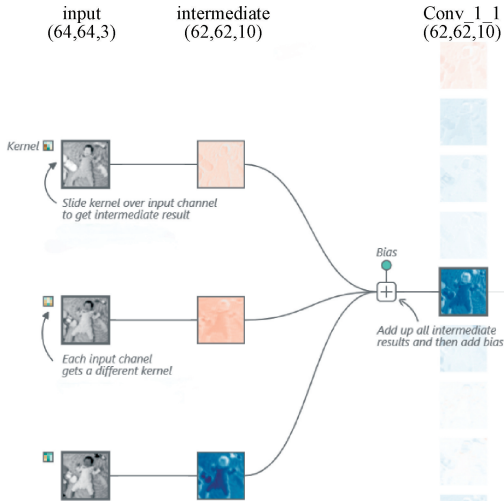 input
(64,64,3)
intermediate
(62,62,10)
Conv_1_1
(62,62,10)
Kernel
Slide kernel over input channel
to get intermediate result
Each input chanel
gets a different kernel
Bias
Add up all intermediate
results and then add bias